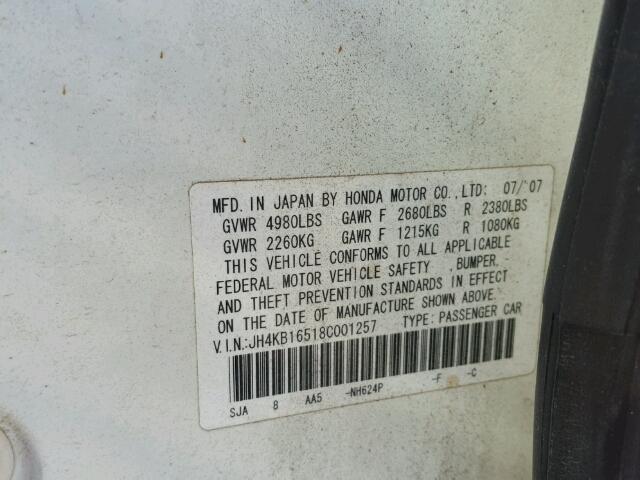 MFD. IN JAPAN BY HONDA MOTOR CO.,LTD: 07/'07
GVWR 4980LBS GAWR F 2680LBS R 2380LBS
GVWR 2260KG GAWR F 1215KG R 1080KG
THIS VEHICLE CONFORMS TO ALL APPLICABLE
FEDERAL MOTOR VEHICLE SAFETY ,BUMPER,
AND THEFT PREVENTION STANDARDS IN EFFECT
ON THE DATE OF MANUFACTURE SHOWN ABOVE.
V.I.N.:JH4KB16518C001257 TYPE: PASSENGER CAR
SJA 8 AA5 -NH624P -F -C